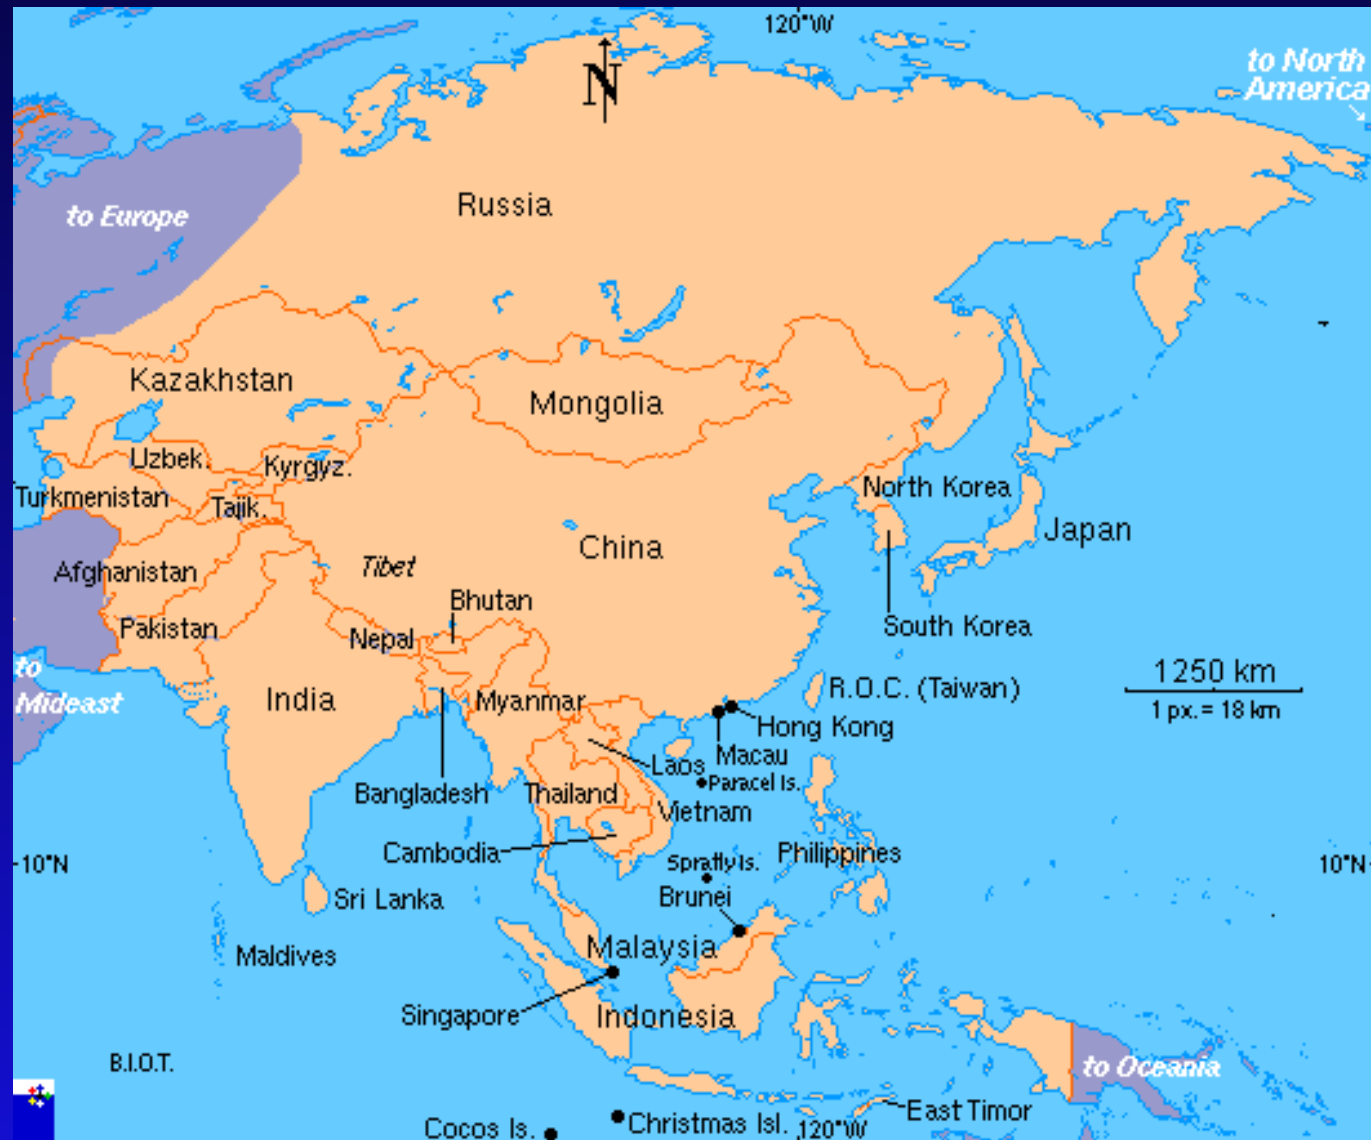 120°W
to North
America
N
Russia
to Europe
Kazakhstan
Mongolia
Uzbek.
Kyrgyz.
Turkmenistan
Tajik.
North Korea
Japan
China
Tibet
Afghanistan
Bhutan
Pakistan
Nepal
South Korea
to
Mideast
India
Myanmar
R.O.C. (Taiwan)
1250 km
1 px. = 18 km
Hong Kong
Macau
Laos
Paracel Is.
Bangladesh
Thailand
Vietnam
Cambodia
Spratly Is.
Philippines
10°N
10°N
Sri Lanka
Brunei
Maldives
Malaysia
Singapore
Indonesia
B.I.O.T.
to Oceania
East Timor
Cocos Is.
Christmas Isl.
120°W